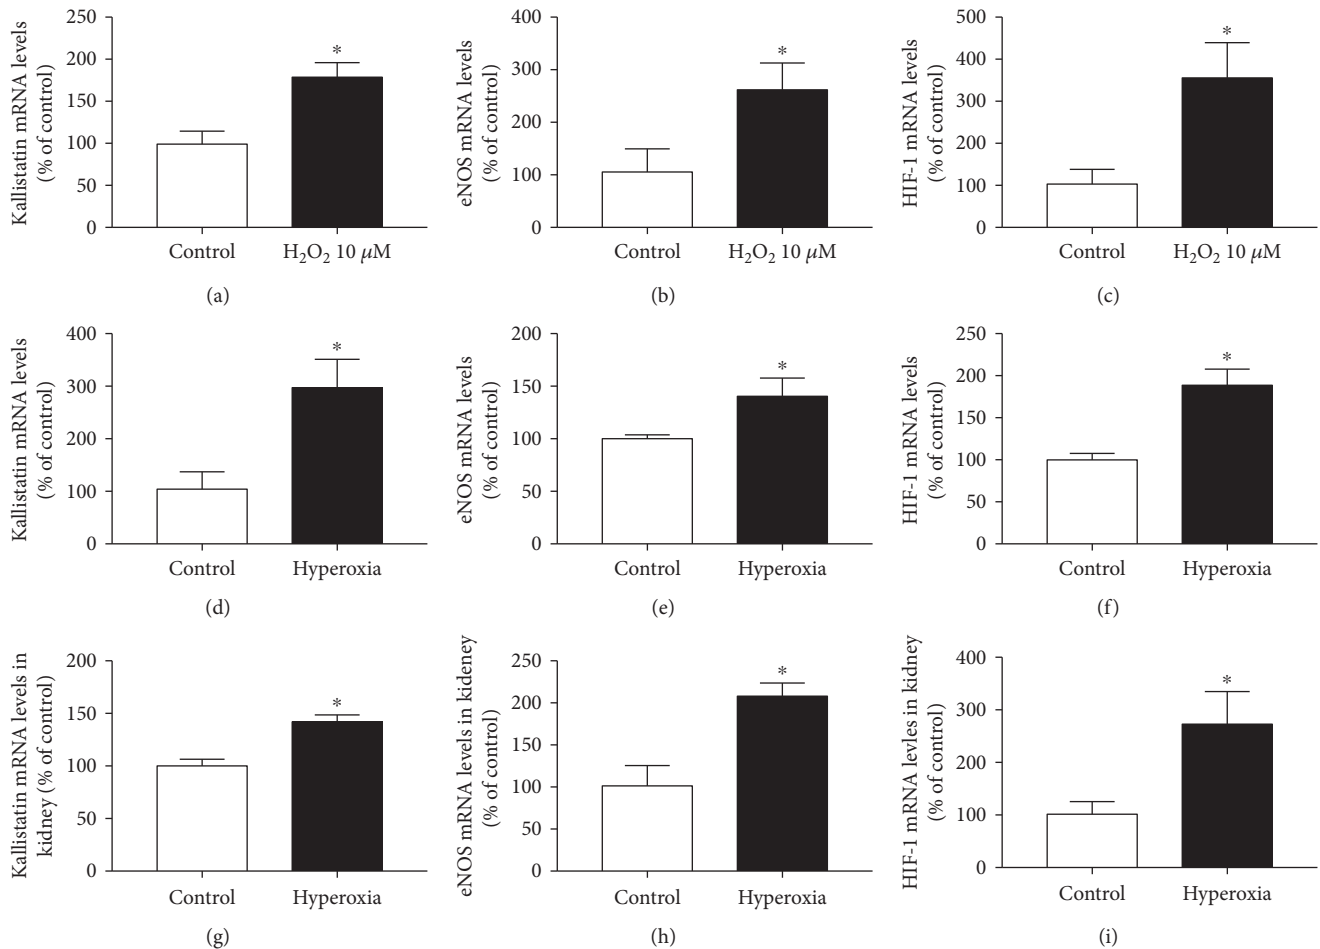 Kallistatin mRNA levels
(% of control)
250
200
150
100
50
0
*
Control
H₂O₂ 10 μM
(a)
eNOS mRNA levels
(% of control)
400
300
200
100
0
*
Control
H₂O₂ 10 μM
(b)
HIF-1 mRNA levels
(% of control)
500
400
300
200
100
0
*
Control
H₂O₂ 10 μM
(c)
Kallistatin mRNA levels
(% of control)
400
300
200
100
0
*
Control
Hyperoxia
(d)
eNOS mRNA levels
(% of control)
200
150
100
50
0
*
Control
Hyperoxia
(e)
HIF-1 mRNA levels
(% of control)
250
200
150
100
50
0
*
Control
Hyperoxia
(f)
Kallistatin mRNA levels in
kidney (% of control)
200
150
100
50
0
*
Control
Hyperoxia
(g)
eNOS mRNA levels in kideney
(% of control)
250
200
150
100
50
0
*
Control
Hyperoxia
(h)
HIF-1 mRNA levles in kidney
(% of control)
400
300
200
100
0
*
Control
Hyperoxia
(i)